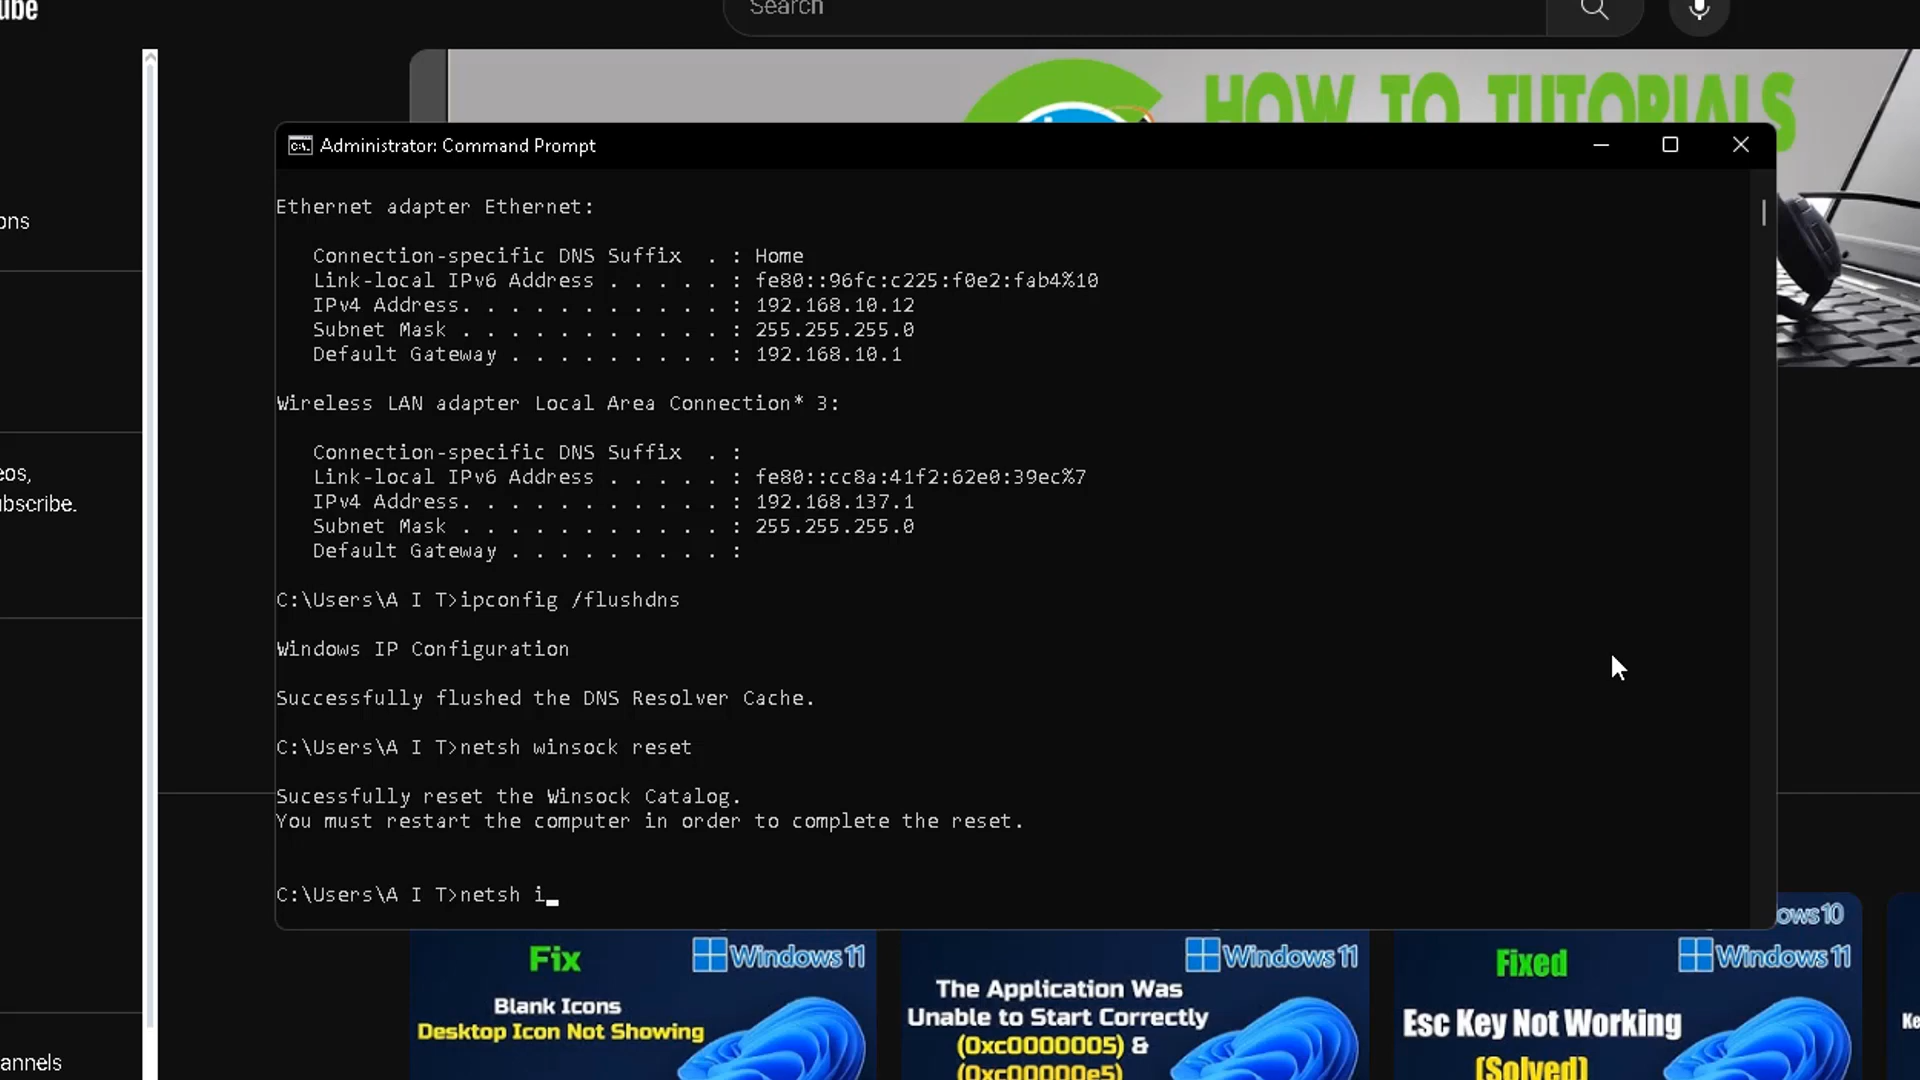 Search
HOW TO TUTORIALS
Administrator: Command Prompt
Ethernet adapter Ethernet:
Connection-specific DNS Suffix . : Home
Link-local IPv6 Address . . . . . : fe80::96fc:c225:f0e2:fab4%10
IPv4 Address. . . . . . . . . . . : 192.168.10.12
Subnet Mask . . . . . . . . . . . : 255.255.255.0
Default Gateway . . . . . . . . . : 192.168.10.1
Wireless LAN adapter Local Area Connection* 3:
Connection-specific DNS Suffix . :
Link-local IPv6 Address . . . . . : fe80::cc8a:41f2:62e0:39ec%7
IPv4 Address. . . . . . . . . . . : 192.168.137.1
Subnet Mask . . . . . . . . . . . : 255.255.255.0
Default Gateway . . . . . . . . . :
C:\Users\A I T>ipconfig /flushdns
Windows IP Configuration
Successfully flushed the DNS Resolver Cache.
C:\Users\A I T>netsh winsock reset
Sucessfully reset the Winsock Catalog.
You must restart the computer in order to complete the reset.
C:\Users\A I T>netsh i_
Fix
Windows 11
Blank Icons
Desktop Icon Not Showing
Windows 11
The Application Was
Unable to Start Correctly
(0xc0000005) &
(0xc00000e5)
ows 10
Fixed
Windows 11
Esc Key Not Working
(Solved)